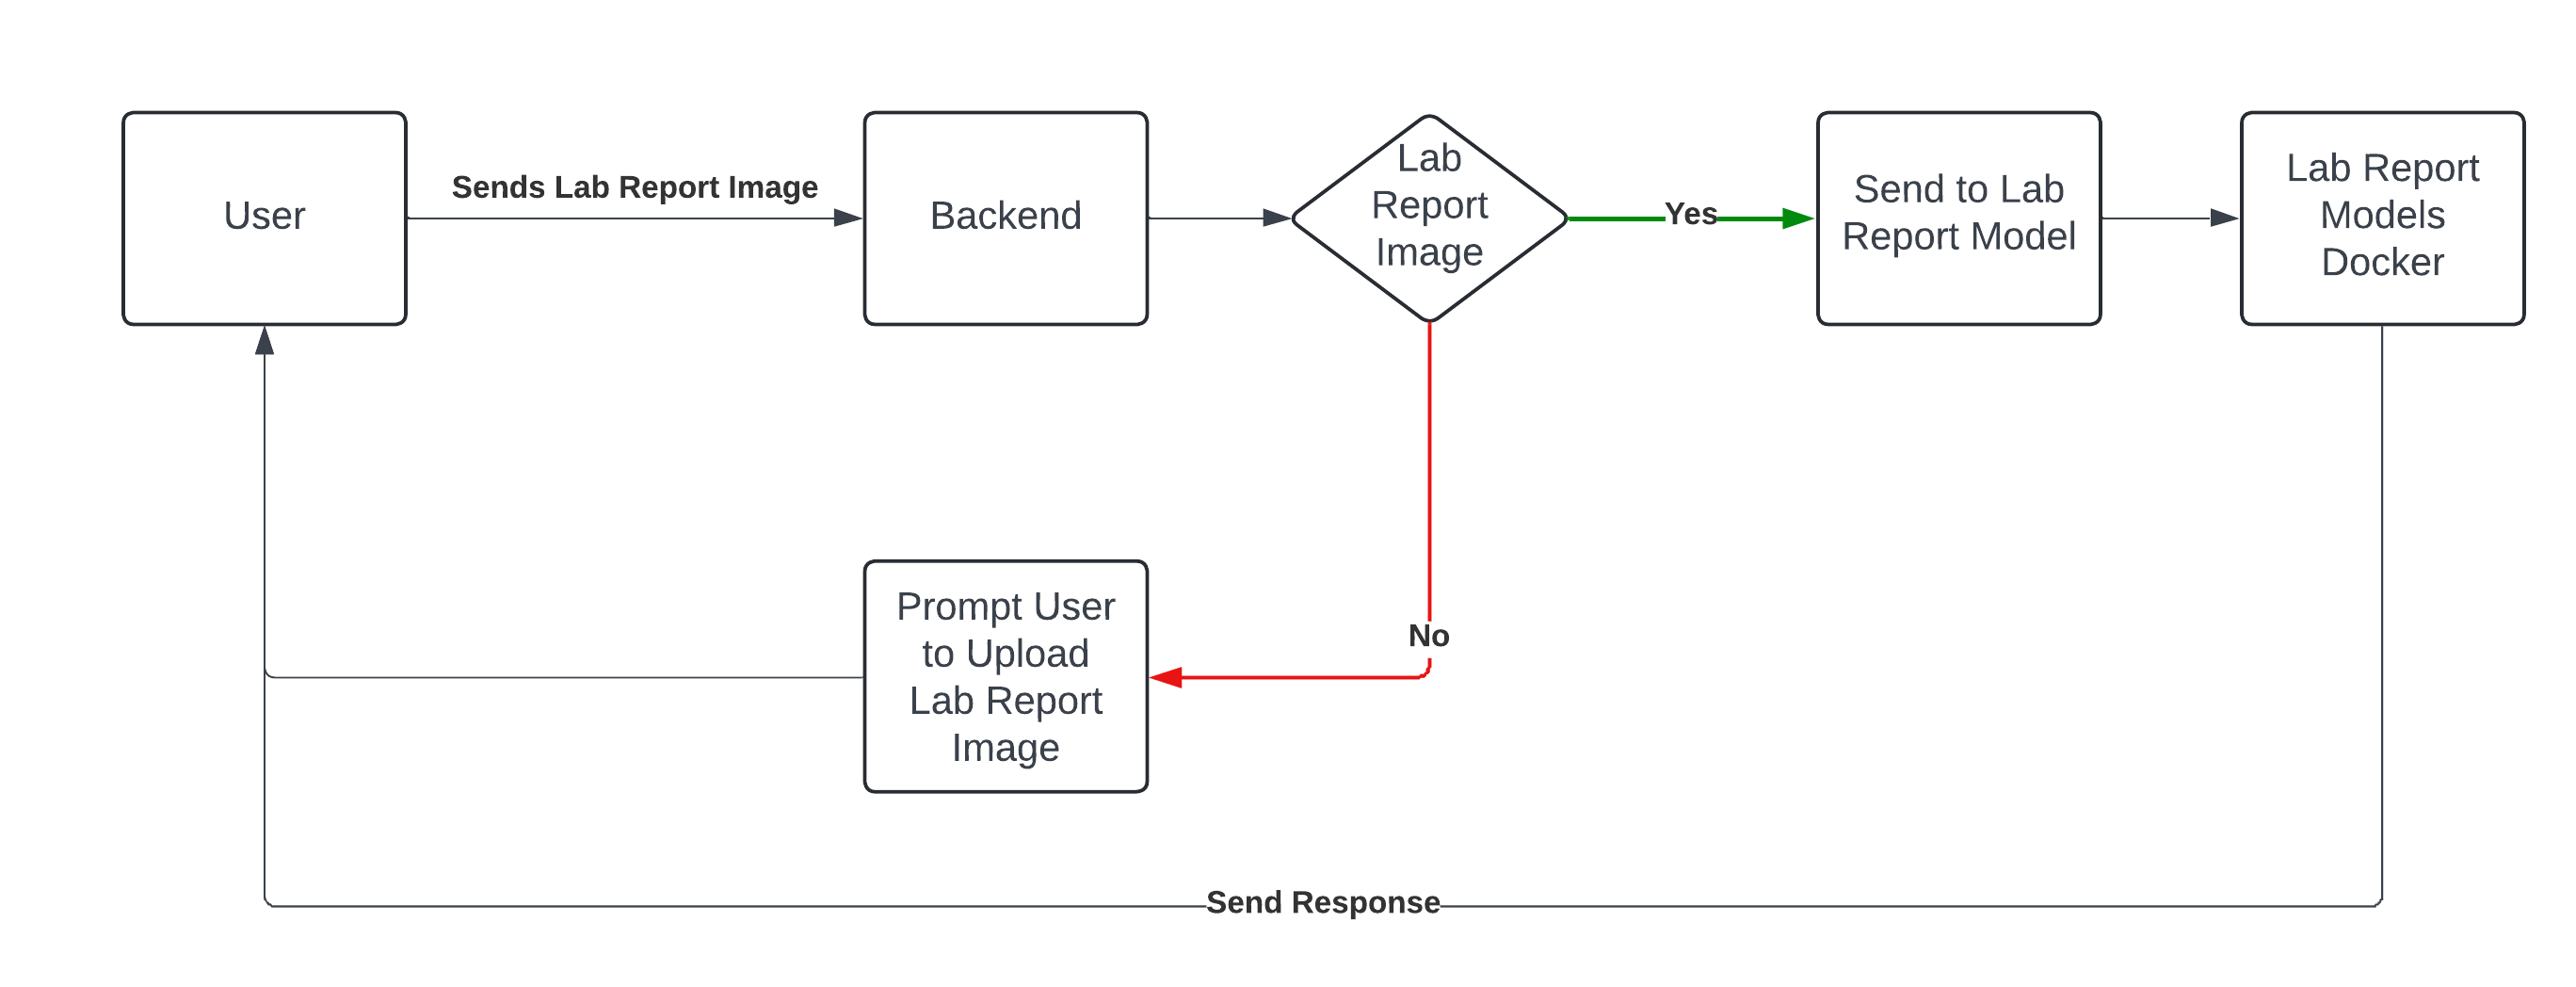 User
Sends Lab Report Image
Backend
Lab
Report
Image
Yes
Send to Lab
Report Model
Lab Report
Models
Docker
No
Prompt User
to Upload
Lab Report
Image
Send Response